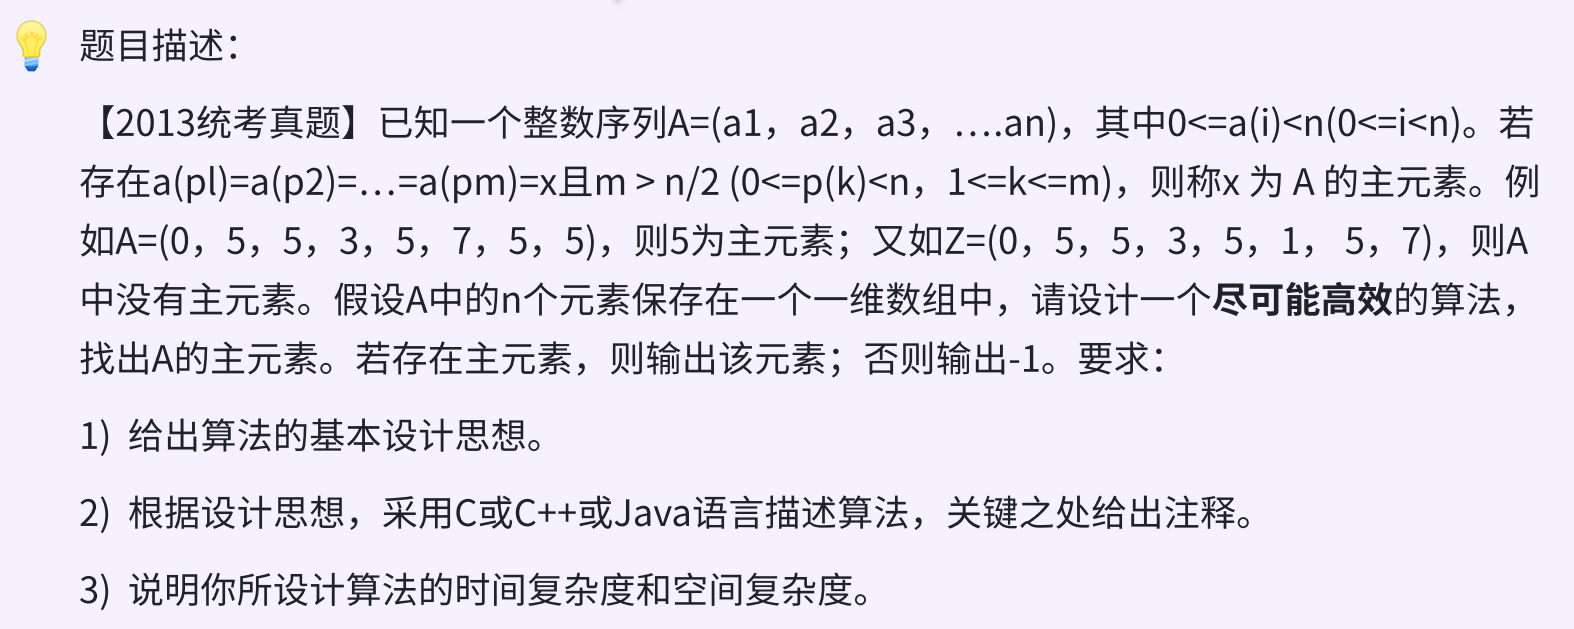 题目描述：
【2013统考真题】已知一个整数序列A=(a1，a2，a3，….an)，其中0<=a(i)<n(0<=i<n)。若
存在a(pl)=a(p2)=…=a(pm)=x且m > n/2 (0<=p(k)<n，1<=k<=m)，则称x 为 A 的主元素。例
如A=(0，5，5，3，5，7，5，5)，则5为主元素；又如Z=(0，5，5，3，5，1， 5，7)，则A
中没有主元素。假设A中的n个元素保存在一个一维数组中，请设计一个尽可能高效的算法，
找出A的主元素。若存在主元素，则输出该元素；否则输出-1。要求：
1) 给出算法的基本设计思想。
2) 根据设计思想，采用C或C++或Java语言描述算法，关键之处给出注释。
3) 说明你所设计算法的时间复杂度和空间复杂度。